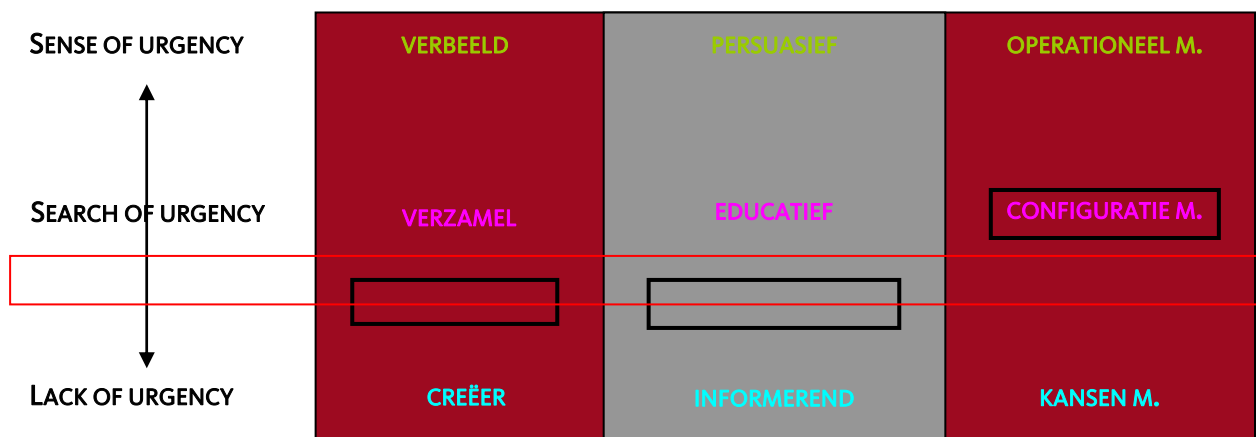 SENSE OF URGENCY VERBEELD PERSUASIEF OPERATIONEEL M.
SEARCH OF URGENCY VERZAMEL EDUCATIEF CONFIGURATIE M.
LACK OF URGENCY CREËER INFORMEREND KANSEN M.